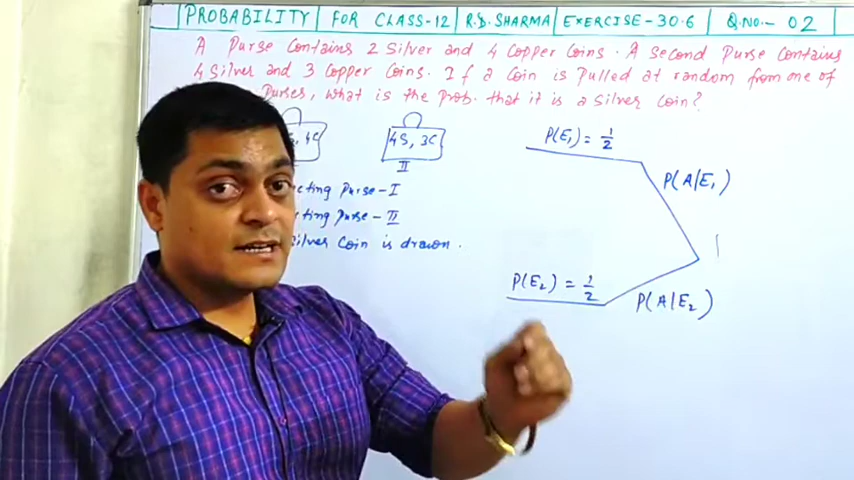 PROBABILITY FOR CLASS-12 R.D. SHARMA EXERCISE-30.6 Q.NO.- 02
A Purse Contains 2 Silver and 4 Copper Coins. A second Purse Contains
4 Silver and 3 Copper Coins. If a Coin is Pulled at random from one of
Purses, what is the Prob. that it is a Silver Coin?
, 4C
4S, 3C
II
Purse-I
Purse-II
Silver Coin is drawn.
P(E₁) = 1/2
P(A|E₁)
P(E₂) = 1/2
P(A|E₂)